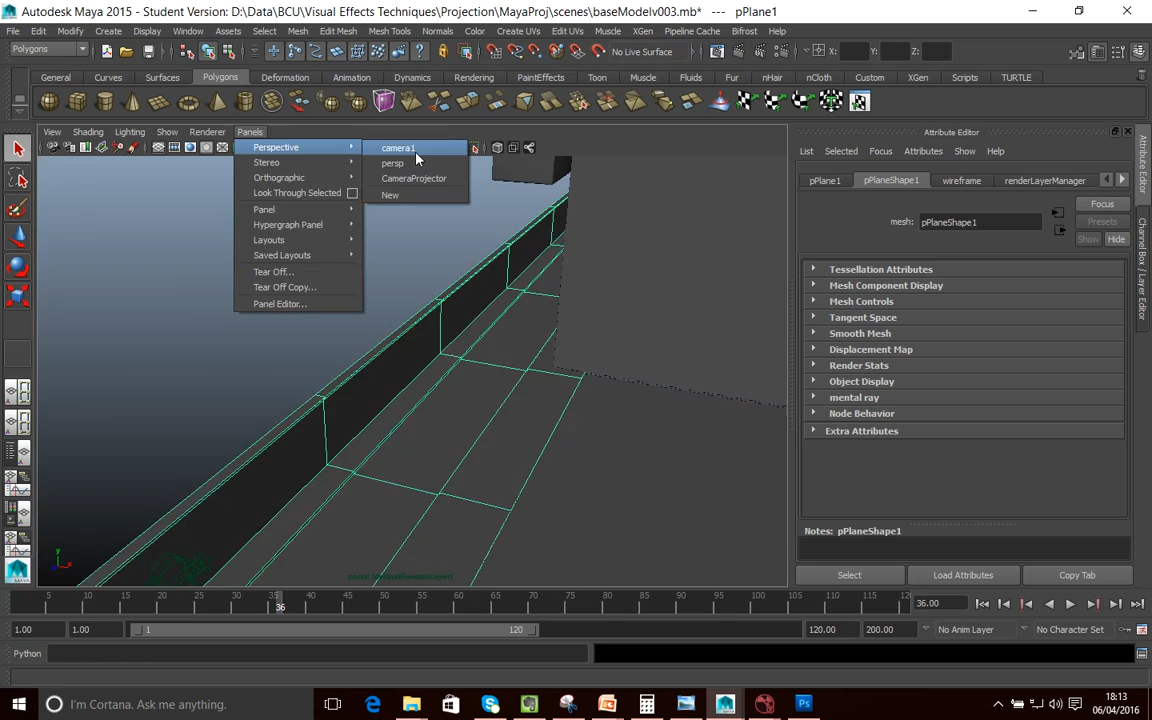 Autodesk Maya 2015 - Student Version: D:\Data\BCU\Visual Effects Techniques\Projection\MayaProj\scenes\baseModelv003.mb* --- pPlane1
File Edit Modify Create Display Window Assets Select Mesh Edit Mesh Mesh Tools Normals Color Create UVs Edit UVs Muscle XGen Pipeline Cache Bifrost Help
Polygons No Live Surface X: Y: Z:
General Curves Surfaces Polygons Deformation Animation Dynamics Rendering PaintEffects Toon Muscle Fluids Fur nHair nCloth Custom XGen Scripts TURTLE
View Shading Lighting Show Renderer Panels
Attribute Editor
Perspective
Stereo
Orthographic
Look Through Selected
Panel
Hypergraph Panel
Layouts
Saved Layouts
Tear Off...
Tear Off Copy...
Panel Editor...
camera1
persp
CameraProjector
New
List Selected Focus Attributes Show Help
pPlane1 pPlaneShape1 wireframe renderLayerManager
mesh: pPlaneShape1
Focus
Presets
Show Hide
Tessellation Attributes
Mesh Component Display
Mesh Controls
Tangent Space
Smooth Mesh
Displacement Map
Render Stats
Object Display
mental ray
Node Behavior
Extra Attributes
Notes: pPlaneShape1
Select Load Attributes Copy Tab
Attribute Editor
Channel Box / Layer Editor
MAYA
y
5 10 15 20 25 30 35 36 40 45 50 55 60 65 70 75 80 85 90 95 100 105 110 115 36.00
1.00 1.00 1 120 120.00 200.00 No Anim Layer No Character Set
Python
I'm Cortana. Ask me anything.
18:13
06/04/2016